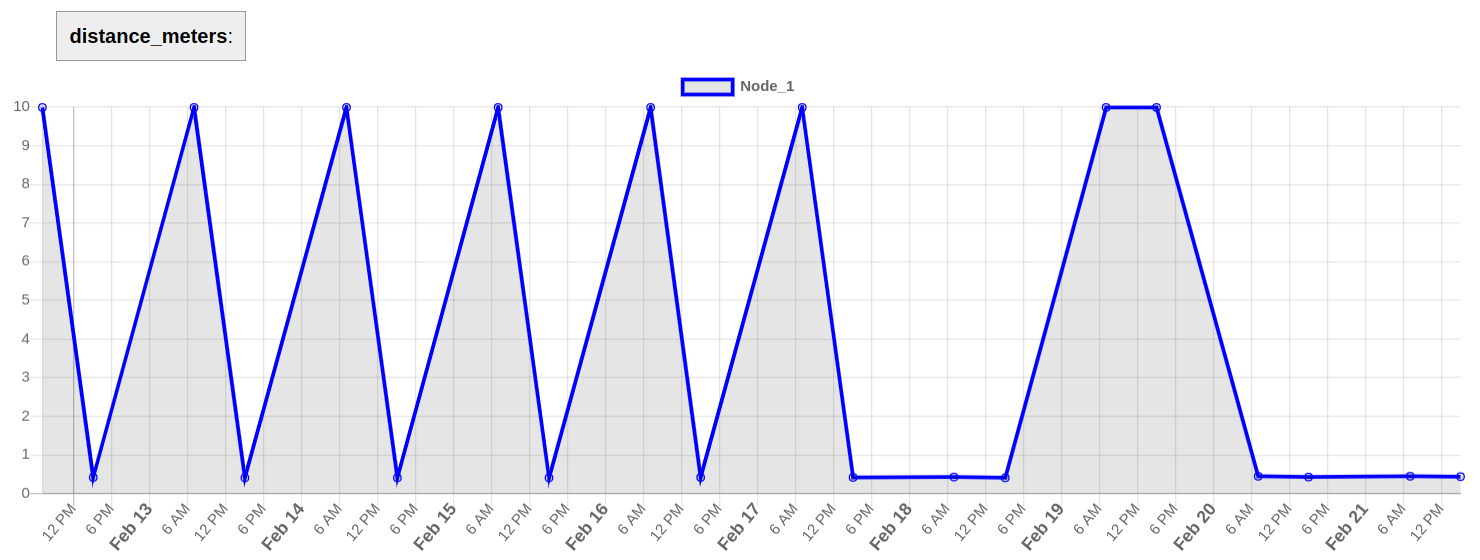 distance_meters:
Node_1
10
9
8
7
6
5
4
3
2
1
0
12 PM
6 PM
Feb 13
6 AM
12 PM
6 PM
Feb 14
6 AM
12 PM
6 PM
Feb 15
6 AM
12 PM
6 PM
Feb 16
6 AM
12 PM
6 PM
Feb 17
6 AM
12 PM
6 PM
Feb 18
6 AM
12 PM
6 PM
Feb 19
6 AM
12 PM
6 PM
Feb 20
6 AM
12 PM
6 PM
Feb 21
6 AM
12 PM